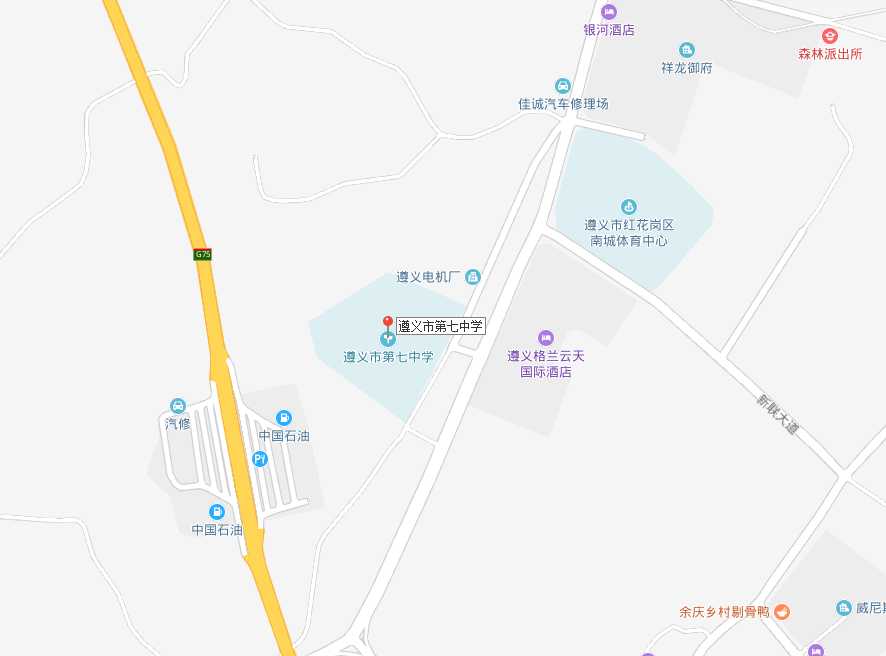 银河酒店
森林派出所
祥龙御府
佳诚汽车修理场
遵义市红花岗区
南城体育中心
G75
遵义电机厂
遵义市第七中学
遵义市第七中学
遵义格兰云天
国际酒店
新联大道
汽修
中国石油
P
中国石油
余庆乡村剔骨鸭
威尼